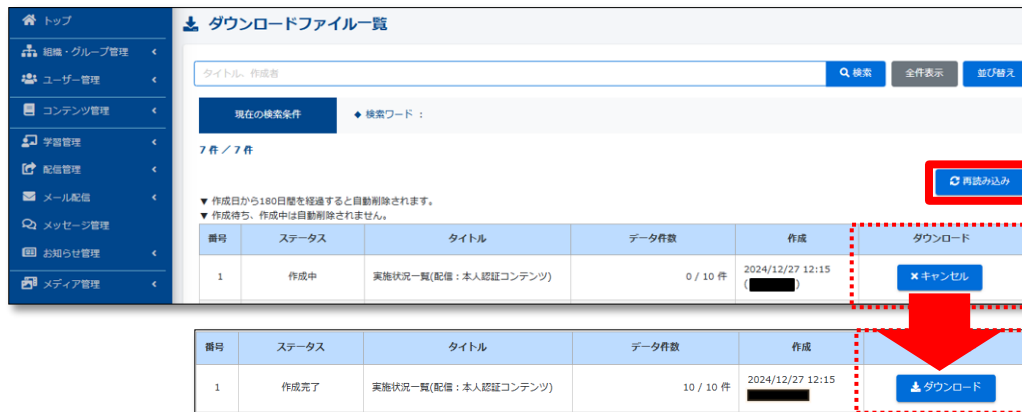 トップ
組織・グループ管理
ユーザー管理
コンテンツ管理
学習管理
配信管理
メール配信
メッセージ管理
お知らせ管理
メディア管理
ダウンロードファイル一覧
タイトル、作成者
検索 全件表示 並び替え
現在の検索条件 ◆ 検索ワード :
7 件 / 7 件
再読み込み
▼ 作成日から180日間を経過すると自動削除されます。
▼ 作成待ち、作成中は自動削除されません。
番号 ステータス タイトル データ件数 作成 ダウンロード
1 作成中 実施状況一覧(配信：本人認証コンテンツ) 0 / 10 件 2024/12/27 12:15 キャンセル
( )
番号 ステータス タイトル データ件数 作成
1 作成完了 実施状況一覧(配信：本人認証コンテンツ) 10 / 10 件 2024/12/27 12:15 ダウンロード